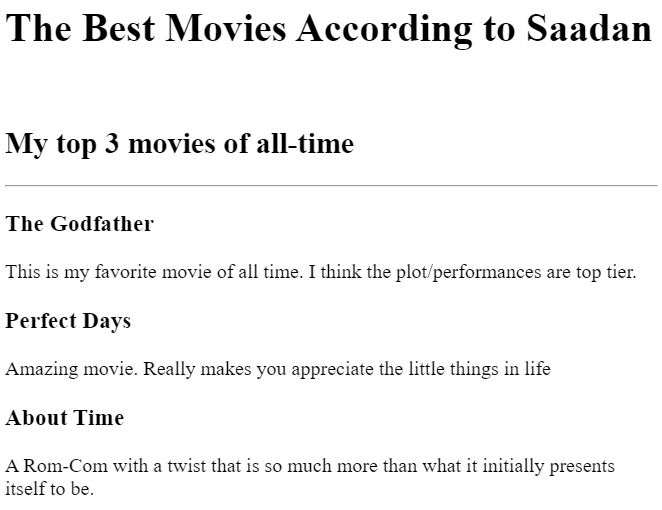 The Best Movies According to Saadan
My top 3 movies of all-time
The Godfather
This is my favorite movie of all time. I think the plot/performances are top tier.
Perfect Days
Amazing movie. Really makes you appreciate the little things in life
About Time
A Rom-Com with a twist that is so much more than what it initially presents
itself to be.